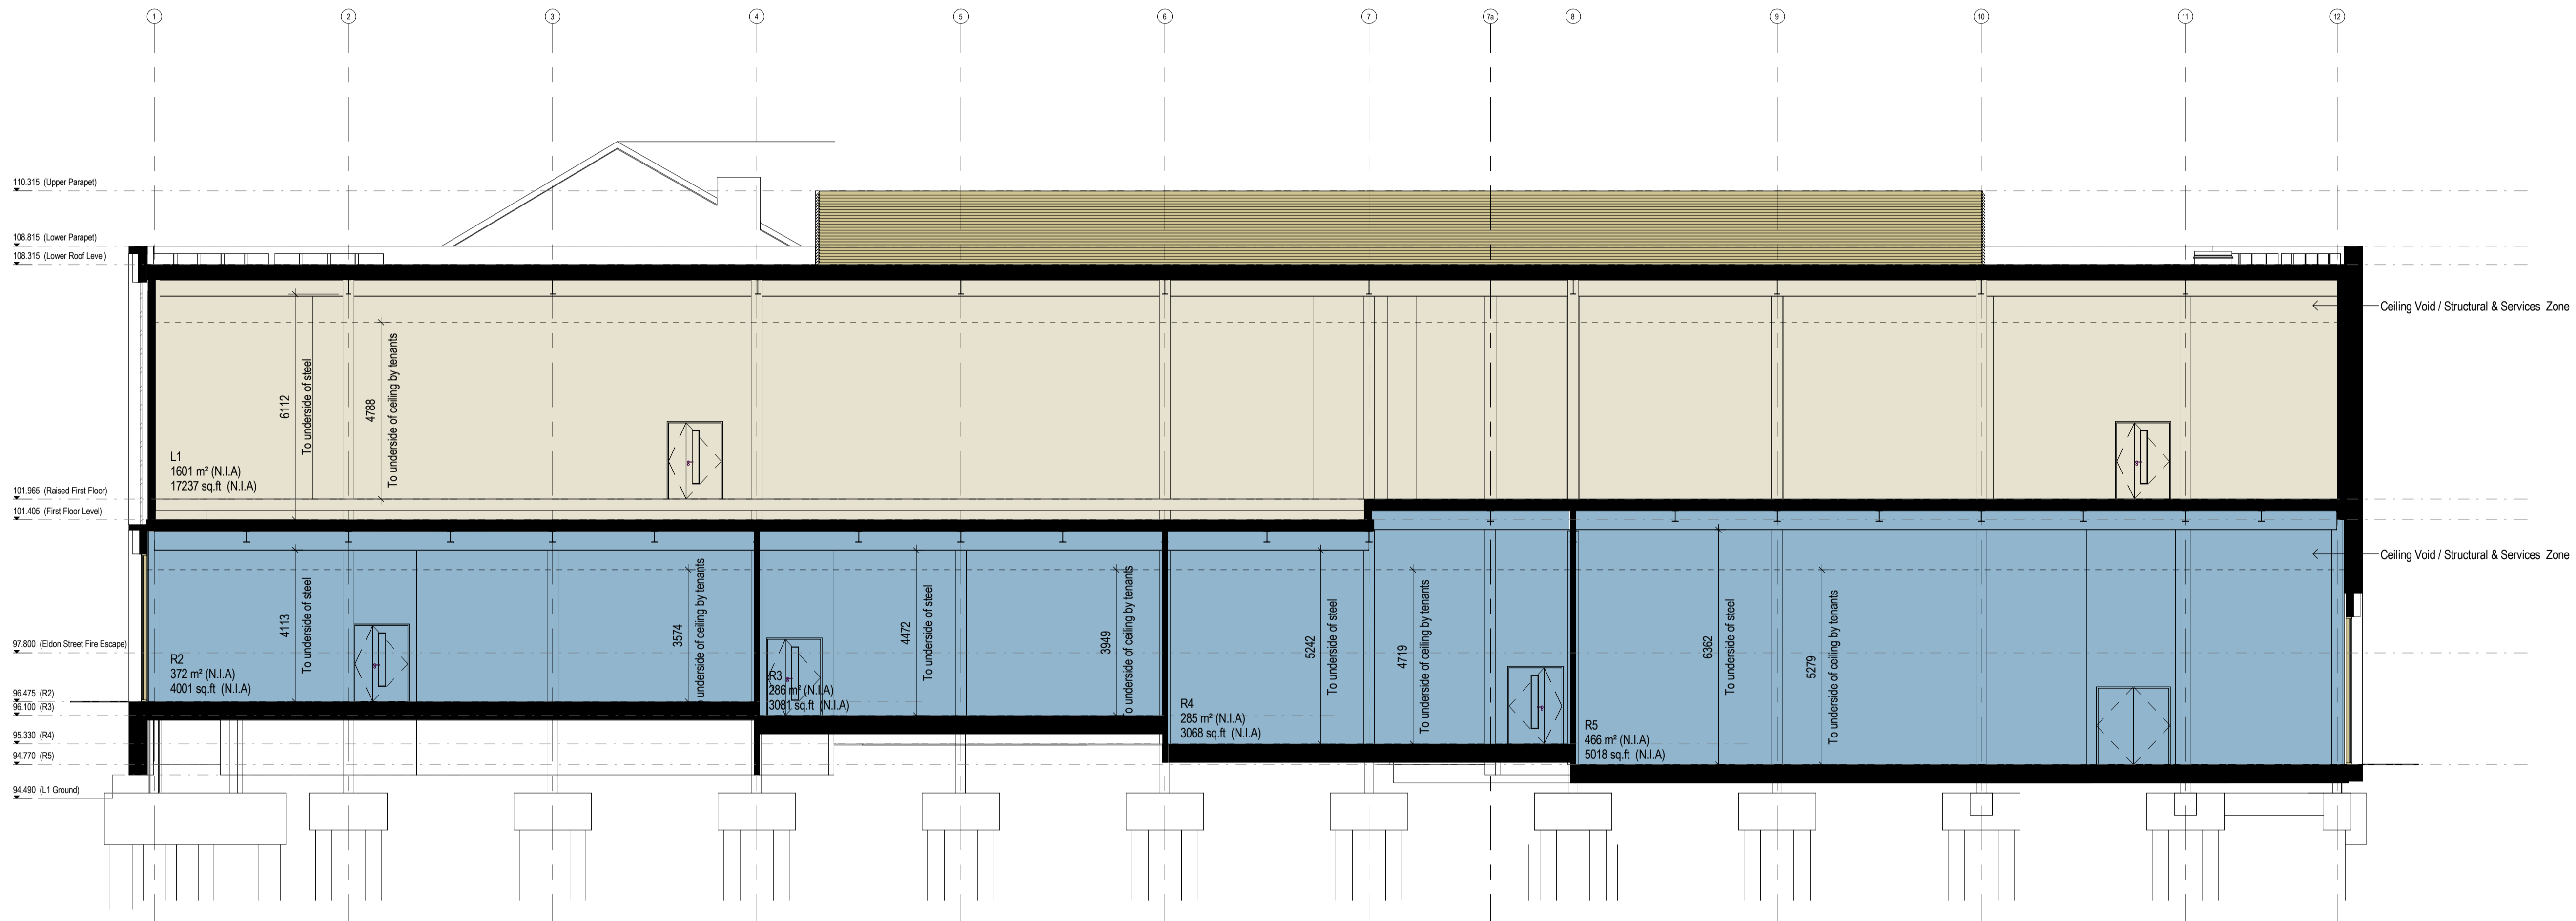 1 2 3 4 5 6 7 7a 8 9 10 11 12
110.315 (Upper Parapet)
108.815 (Lower Parapet)
108.315 (Lower Roof Level)
Ceiling Void / Structural & Services Zone
6112
To underside of steel
4788
To underside of ceiling by tenants
L1
1601 m² (N.I.A)
17237 sq.ft (N.I.A)
101.965 (Raised First Floor)
101.405 (First Floor Level)
Ceiling Void / Structural & Services Zone
4113
To underside of steel
3574
o underside of ceiling by tenants
4472
To underside of steel
3949
o underside of ceiling by tenants
5242
To underside of steel
4719
To underside of ceiling by tenants
6362
To underside of steel
5279
To underside of ceiling by tenants
97.800 (Eldon Street Fire Escape)
R2
372 m² (N.I.A)
4001 sq.ft (N.I.A)
R3
286 m² (N.I.A)
3081 sq.ft (N.I.A)
R4
285 m² (N.I.A)
3068 sq.ft (N.I.A)
R5
466 m² (N.I.A)
5018 sq.ft (N.I.A)
96.475 (R2)
96.100 (R3)
95.330 (R4)
94.770 (R5)
94.490 (L1 Ground)